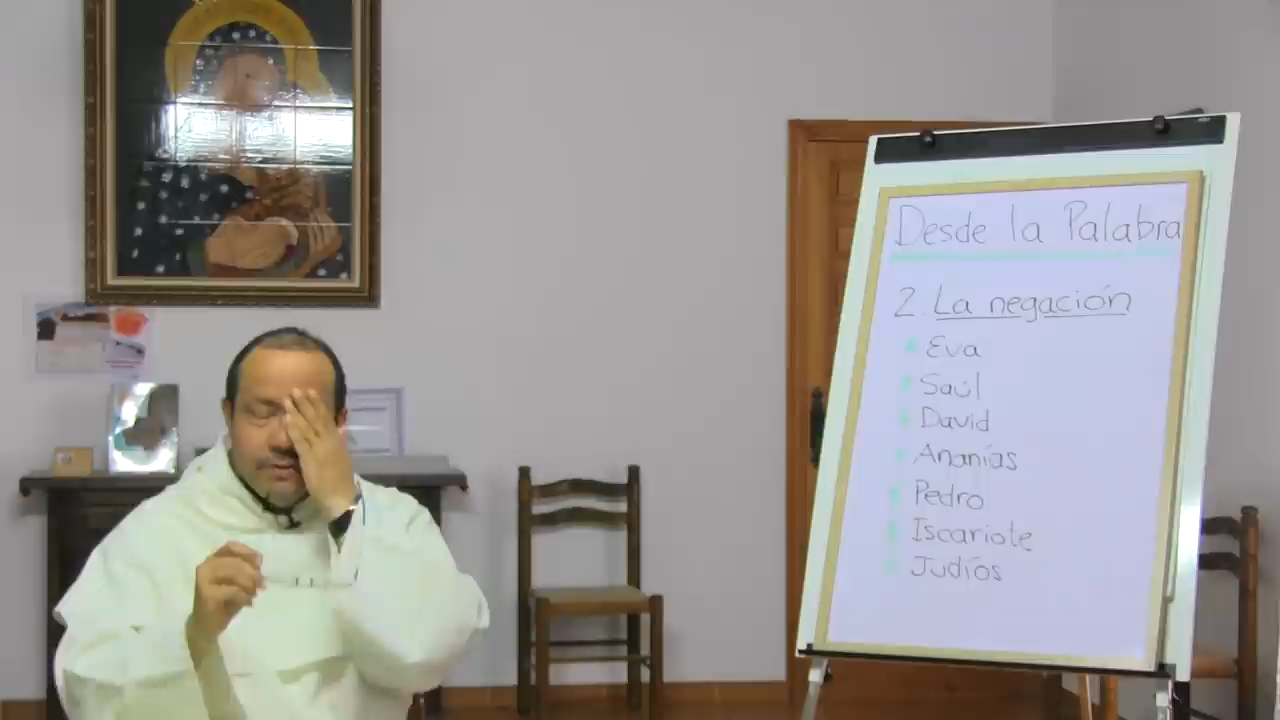 Desde la Palabra
2. La negación
Eva
Saúl
David
Ananías
Pedro
Iscariote
Judíos